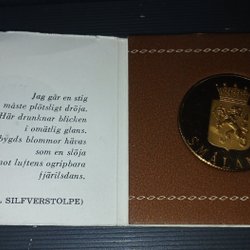 Jag går en stig
måste plötsligt dröja.
Här drunknar blicken
i omätlig glans.
bygds blommor hävas
som en slöja
mot luftens ogripbara
fjärilsdans.
SILFVERSTOLPE)
SMÅLAN